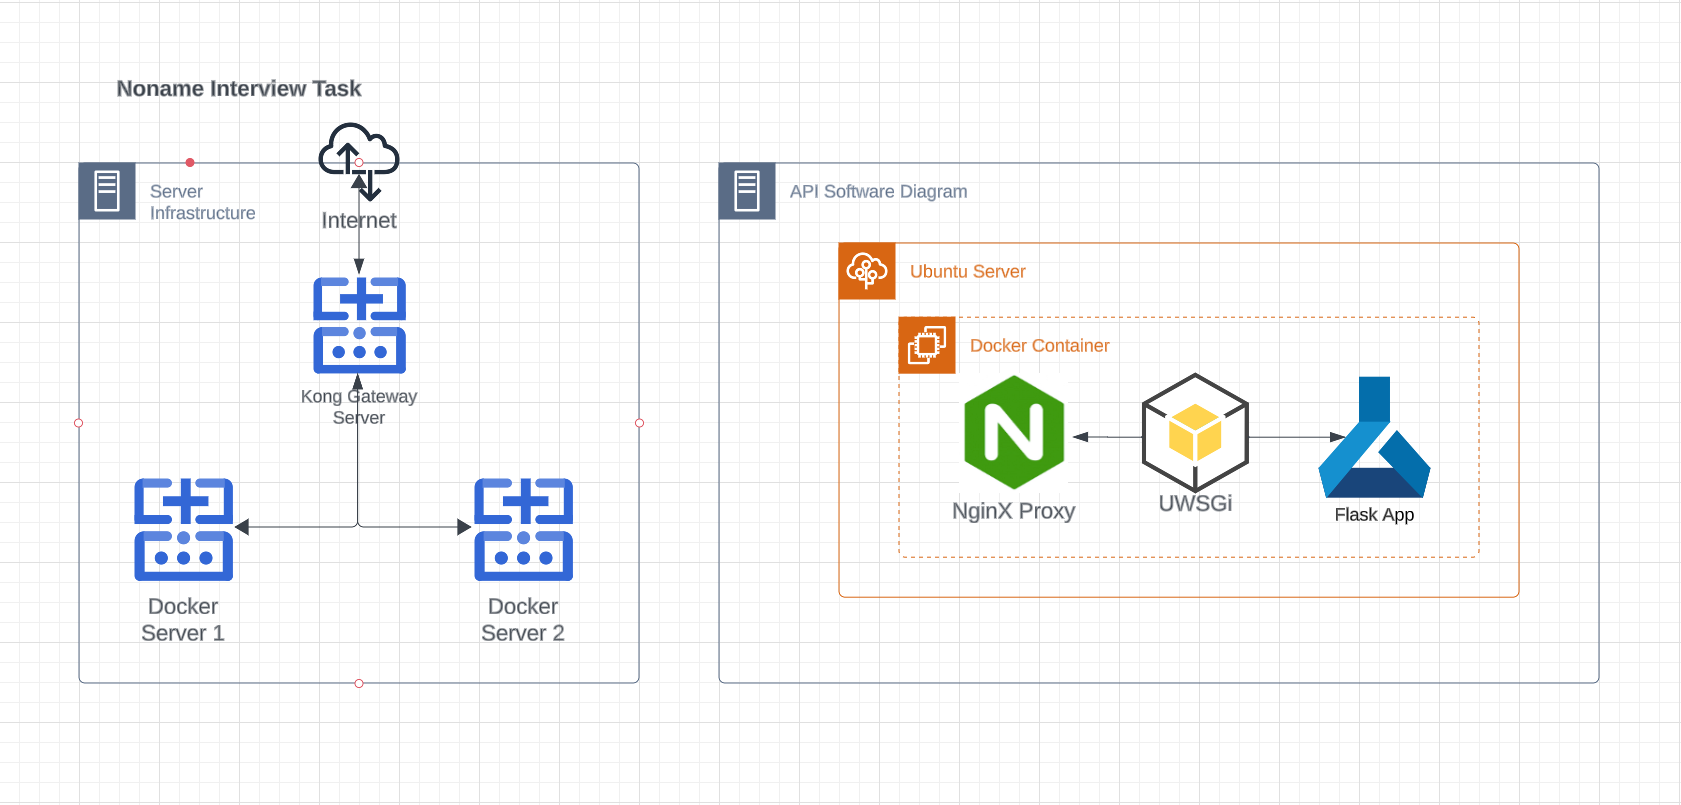 Noneame Interview Task
Server
Infrastructure
Internet
Kong Gateway
Server
Docker
Server 1
Docker
Server 2
API Software Diagram
Ubuntu Server
Docker Container
N
NginX Proxy
UWSGi
Flask App